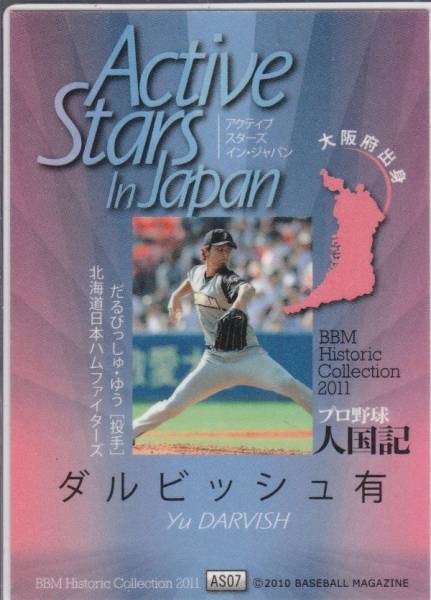 Active
Stars
In Japan
アクティブ
スターズ
イン・ジャパン
大阪府出身
だるびっしゅ・ゆう［投手］
北海道日本ハムファイターズ
BBM
Historic
Collection
2011
プロ野球
人国記
ダルビッシュ有
Yu DARVISH
BBM Historic Collection 2011 AS07 ©2010 BASEBALL MAGAZINE